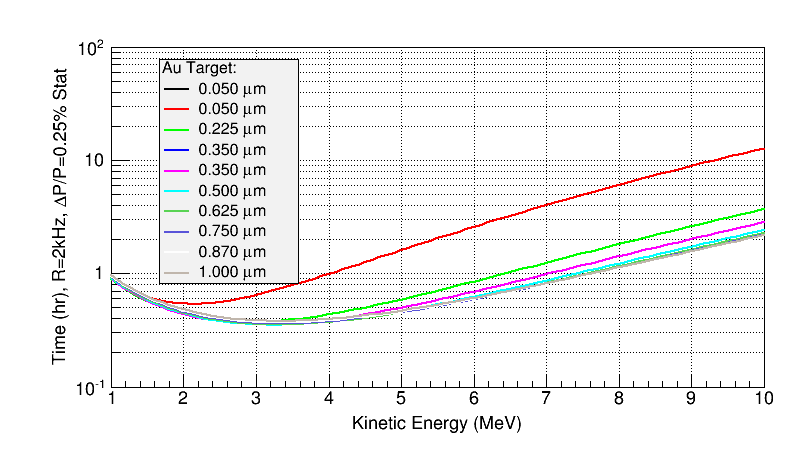 Time (hr), R=2kHz, ΔP/P=0.25% Stat
10²
10
1
10⁻¹
Au Target:
0.050 μm
0.050 μm
0.225 μm
0.350 μm
0.350 μm
0.500 μm
0.625 μm
0.750 μm
0.870 μm
1.000 μm
1 2 3 4 5 6 7 8 9 10
Kinetic Energy (MeV)